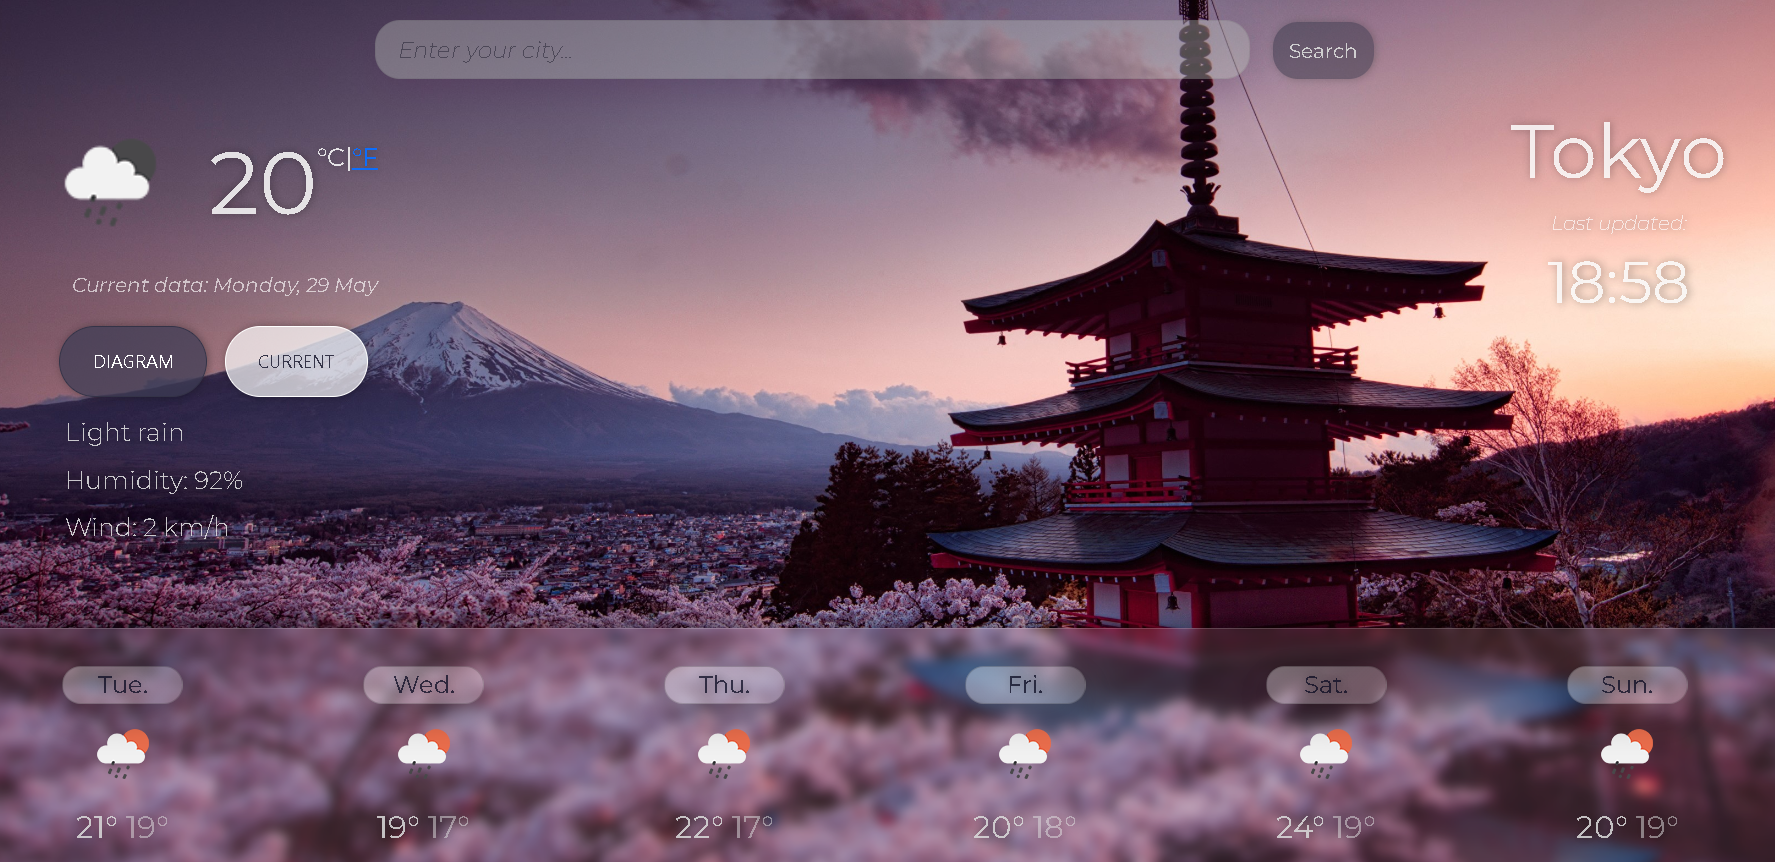 Enter your city...
Search
20 °C|°F
Tokyo
Last updated:
18:58
Current data: Monday, 29 May
DIAGRAM
CURRENT
Light rain
Humidity: 92%
Wind: 2 km/h
Tue.
Wed.
Thu.
Fri.
Sat.
Sun.
21° 19°
19° 17°
22° 17°
20° 18°
24° 19°
20° 19°